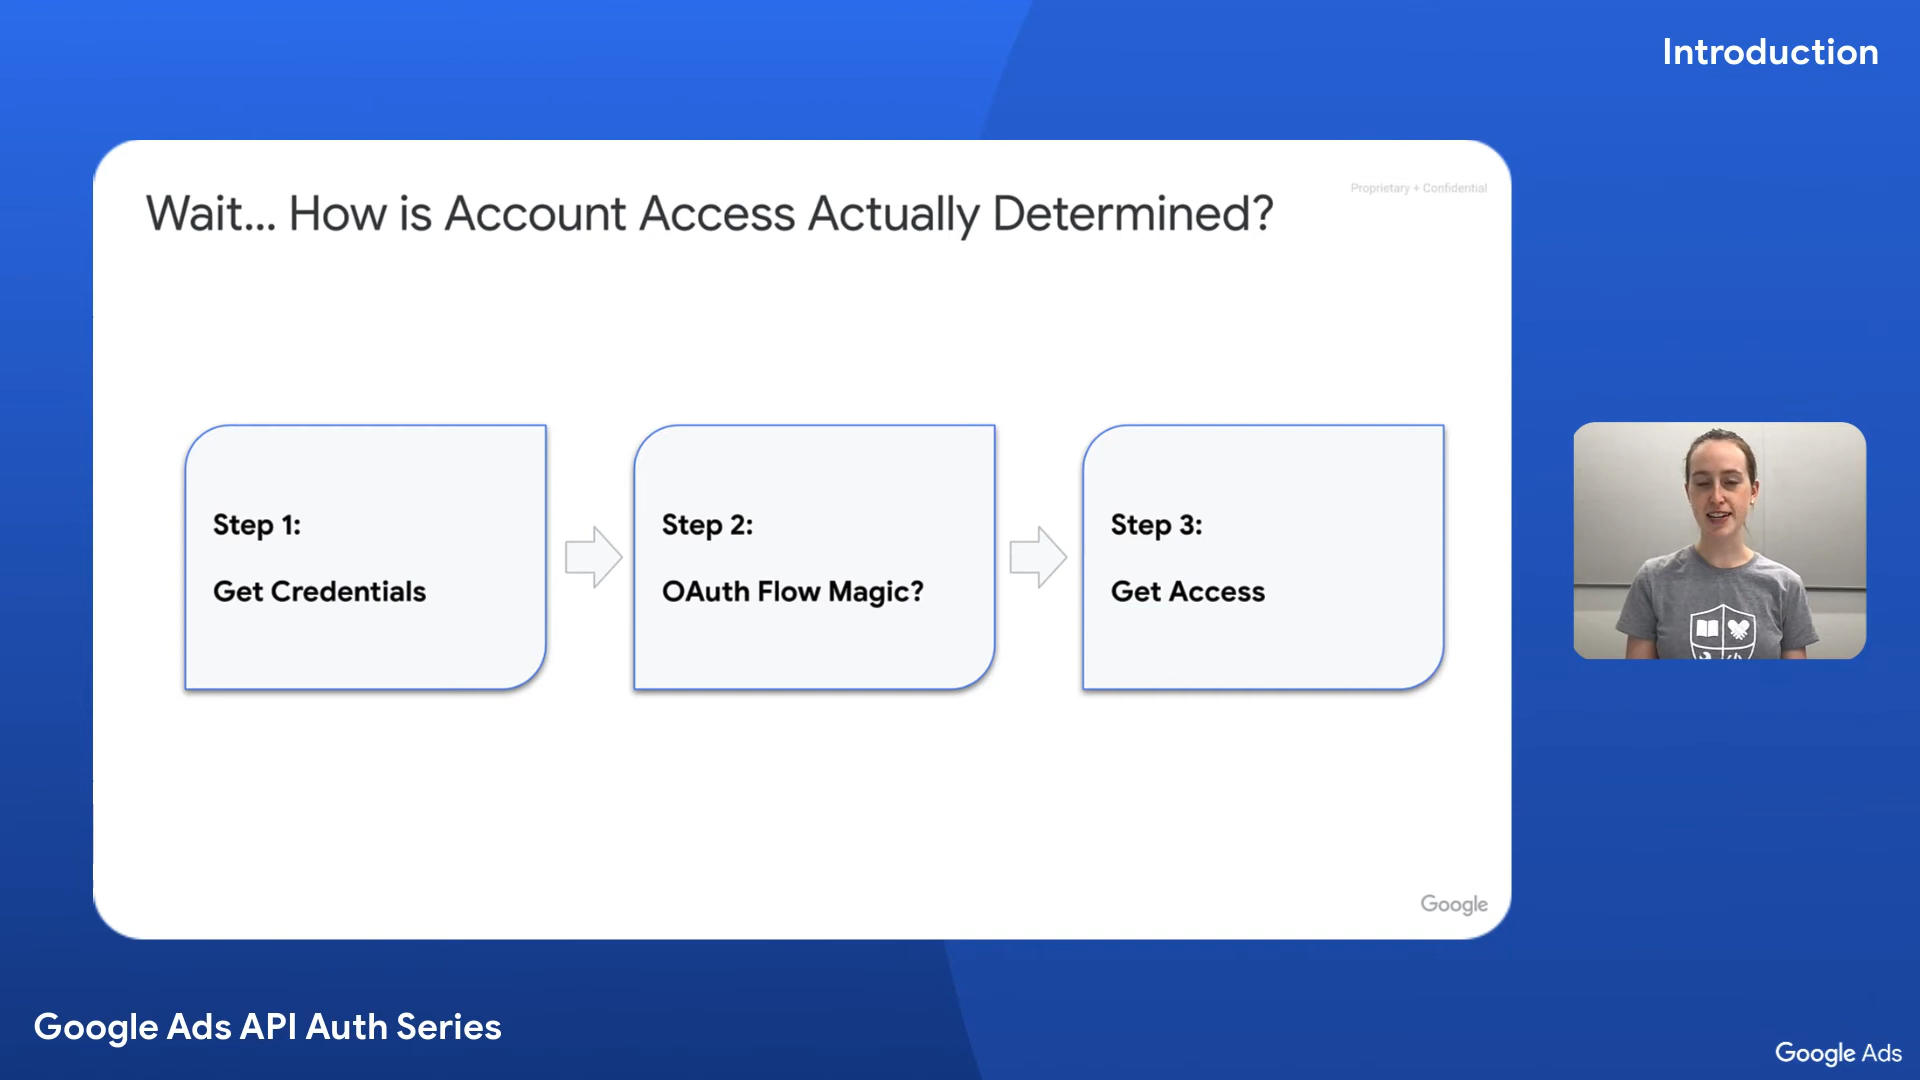 Introduction
Wait... How is Account Access Actually Determined?
Proprietary + Confidential
Step 1:
Get Credentials
Step 2:
OAuth Flow Magic?
Step 3:
Get Access
Google
Google Ads API Auth Series
Google Ads